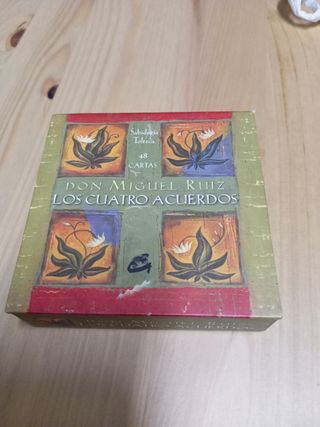 Sabiduría
Tolteca
48
CARTAS
DON MIGUEL RUIZ
LOS CUATRO ACUERDOS